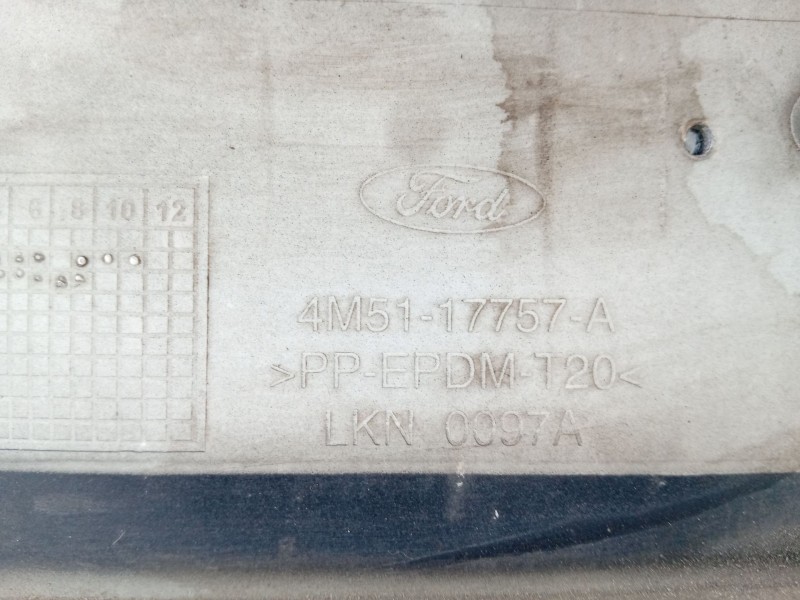 6 8 10 12
Ford
4M51-17757-A
>PP-EPDM-T20<
LKN 0097A